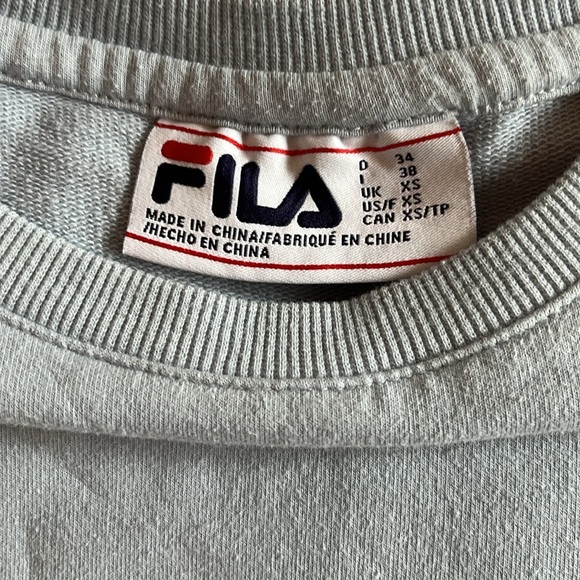 FILA
D 34
I 38
UK XS
US/F XS
CAN XS/TP
MADE IN CHINA/FABRIQUÉ EN CHINE
/HECHO EN CHINA